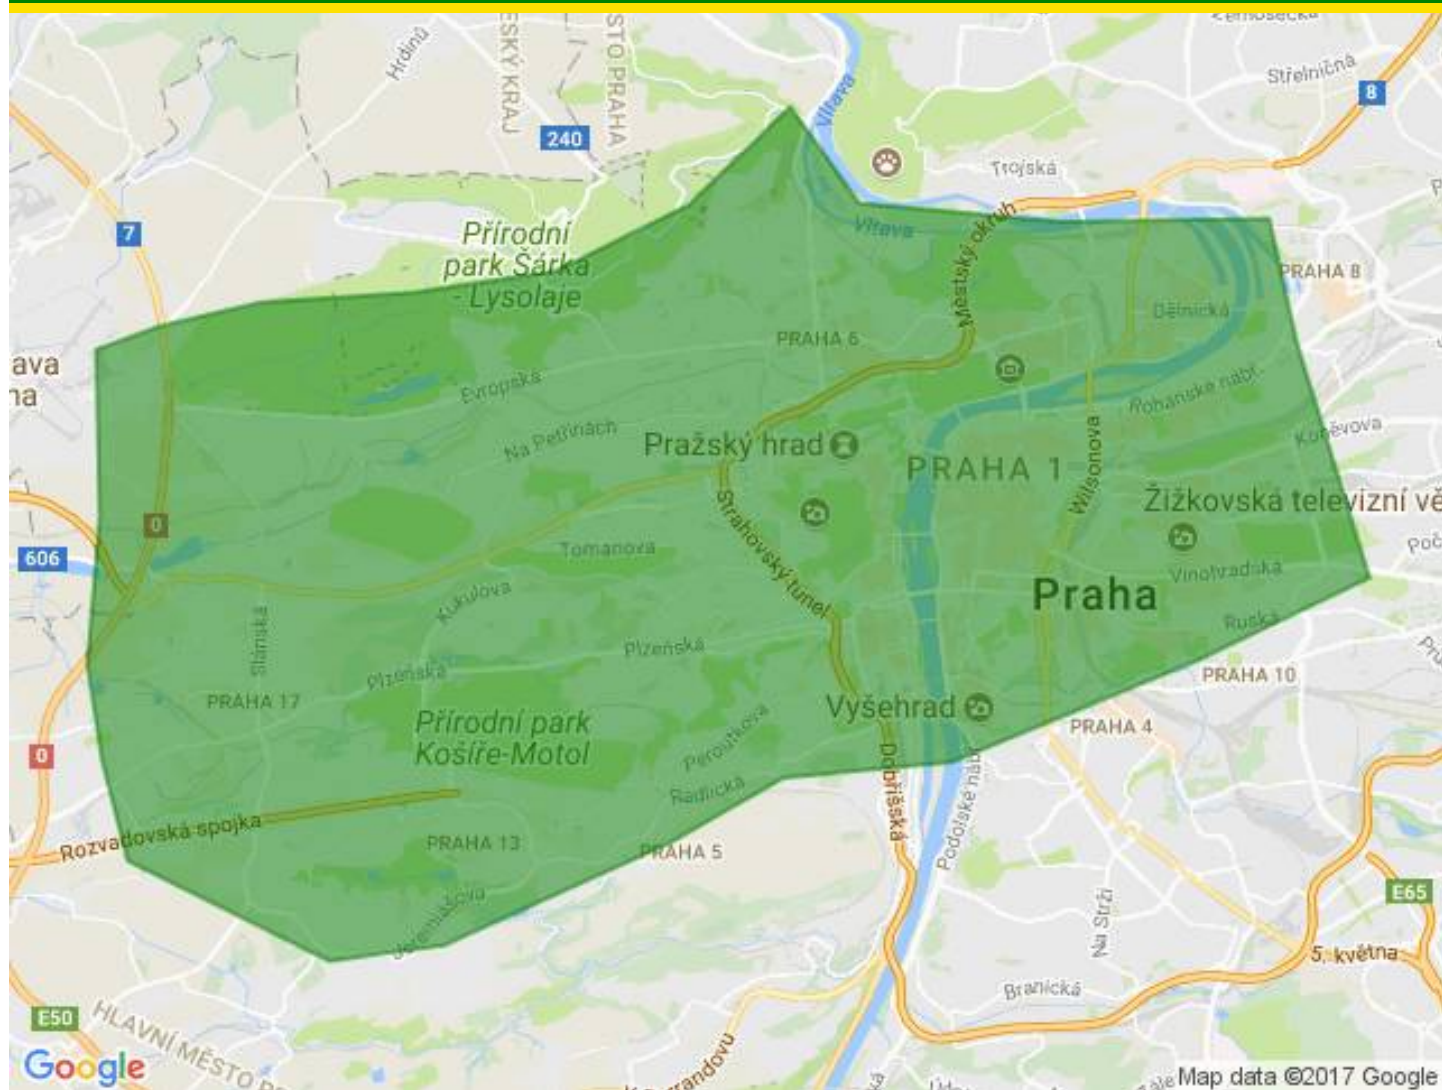 Střelničná
8
Hrdinů
ESKÝ KRAJ
STO PRAHA
240
Vltava
Trojská
7
Přírodní
park Šárka
- Lysolaje
Vltava
Městský okruh
PRAHA 8
Dělnická
PRAHA 6
Evropská
Rohanské nábř.
Na Petřinách
Koněvova
Pražský hrad
PRAHA 1
Wilsonova
0
Strahovský tunel
Žižkovská televizní vě
606
Tomanova
Poč
Vinohradská
Kukulova
Praha
Slánská
Ruská
Plzeňská
Plzeňská
PRAHA 17
PRAHA 10
Přírodní park
Košíře-Motol
Vyšehrad
PRAHA 4
0
Peroutkova
Dobříšská
Radlická
Podolské nábř
Rozvadovská spojka
PRAHA 13
PRAHA 5
E65
Jeremiášova
Na Strži
5. května
Branická
E50
HLAVNÍ MĚSTO
Google
Map data ©2017 Google